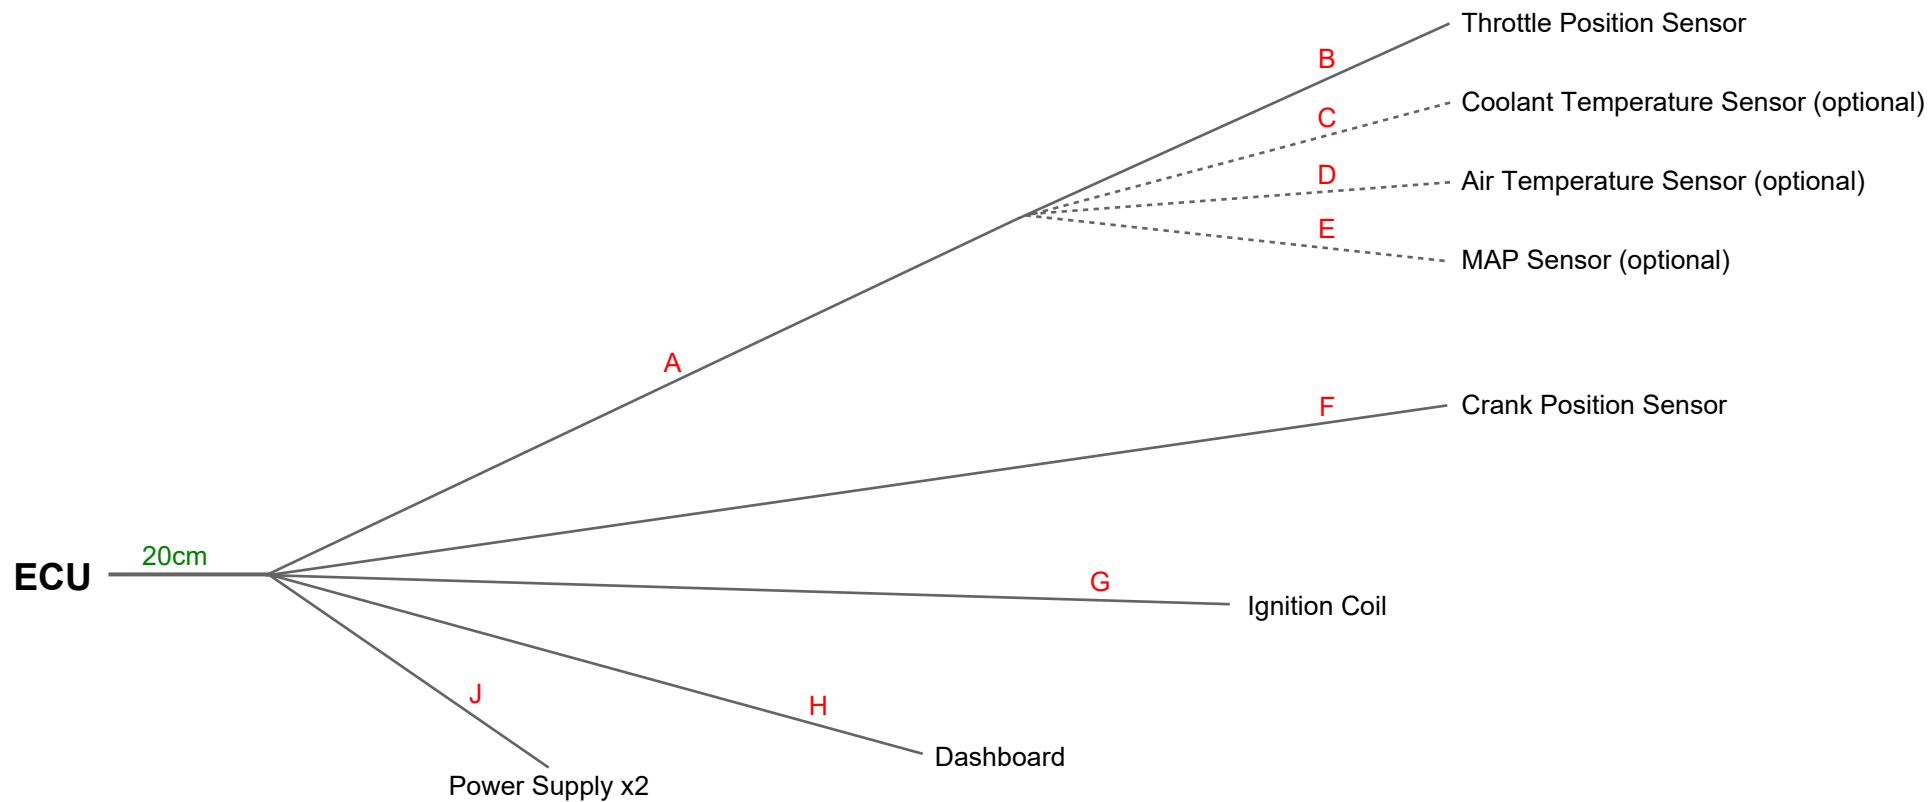 Throttle Position Sensor
B
Coolant Temperature Sensor (optional)
C
D
Air Temperature Sensor (optional)
E
MAP Sensor (optional)
A
F
Crank Position Sensor
20cm
ECU
G
Ignition Coil
J
H
Dashboard
Power Supply x2